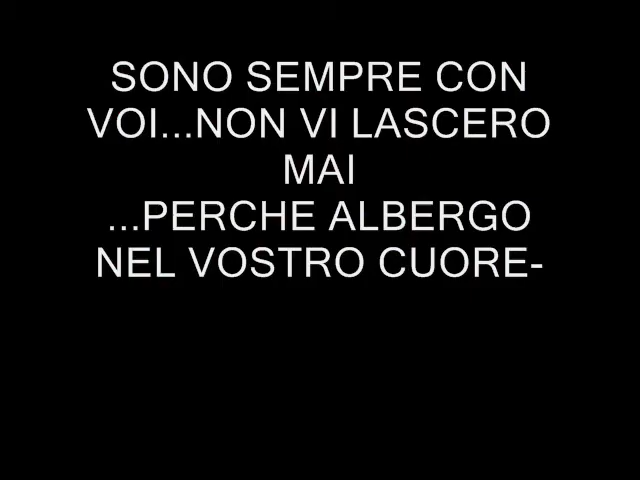 SONO SEMPRE CON
VOI...NON VI LASCERO
MAI
...PERCHE ALBERGO
NEL VOSTRO CUORE-